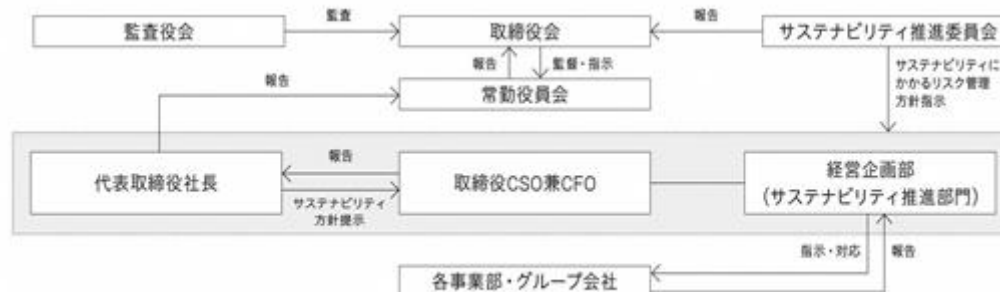 監査役会
監査
取締役会
報告
サステナビリティ推進委員会
報告
監督・指示
サステナビリティに
かかるリスク管理
方針指示
報告
常勤役員会
代表取締役社長
報告
サステナビリティ
方針提示
取締役CSO兼CFO
経営企画部
(サステナビリティ推進部門)
指示・対応
報告
各事業部・グループ会社